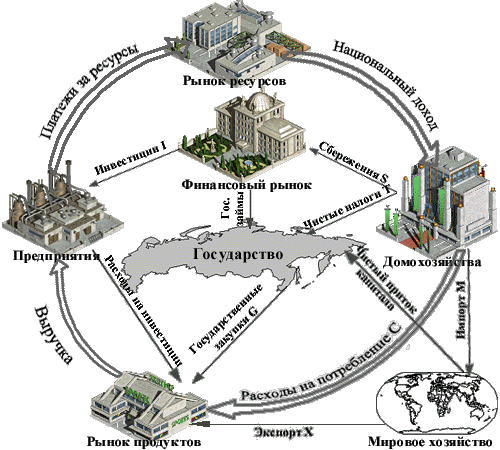 Рынок ресурсов
Платежи за ресурсы
Национальный доход
Инвестиции I
Финансовый рынок
Сбережения S
Гос.
займы
Чистые налоги T
Предприятия
Государство
Домохозяйства
Расходы на инвестиции
Государственные
закупки G
Чистый приток
капитала
Импорт M
Выручка
Расходы на потребление C
Рынок продуктов
Экспорт X
Мировое хозяйство